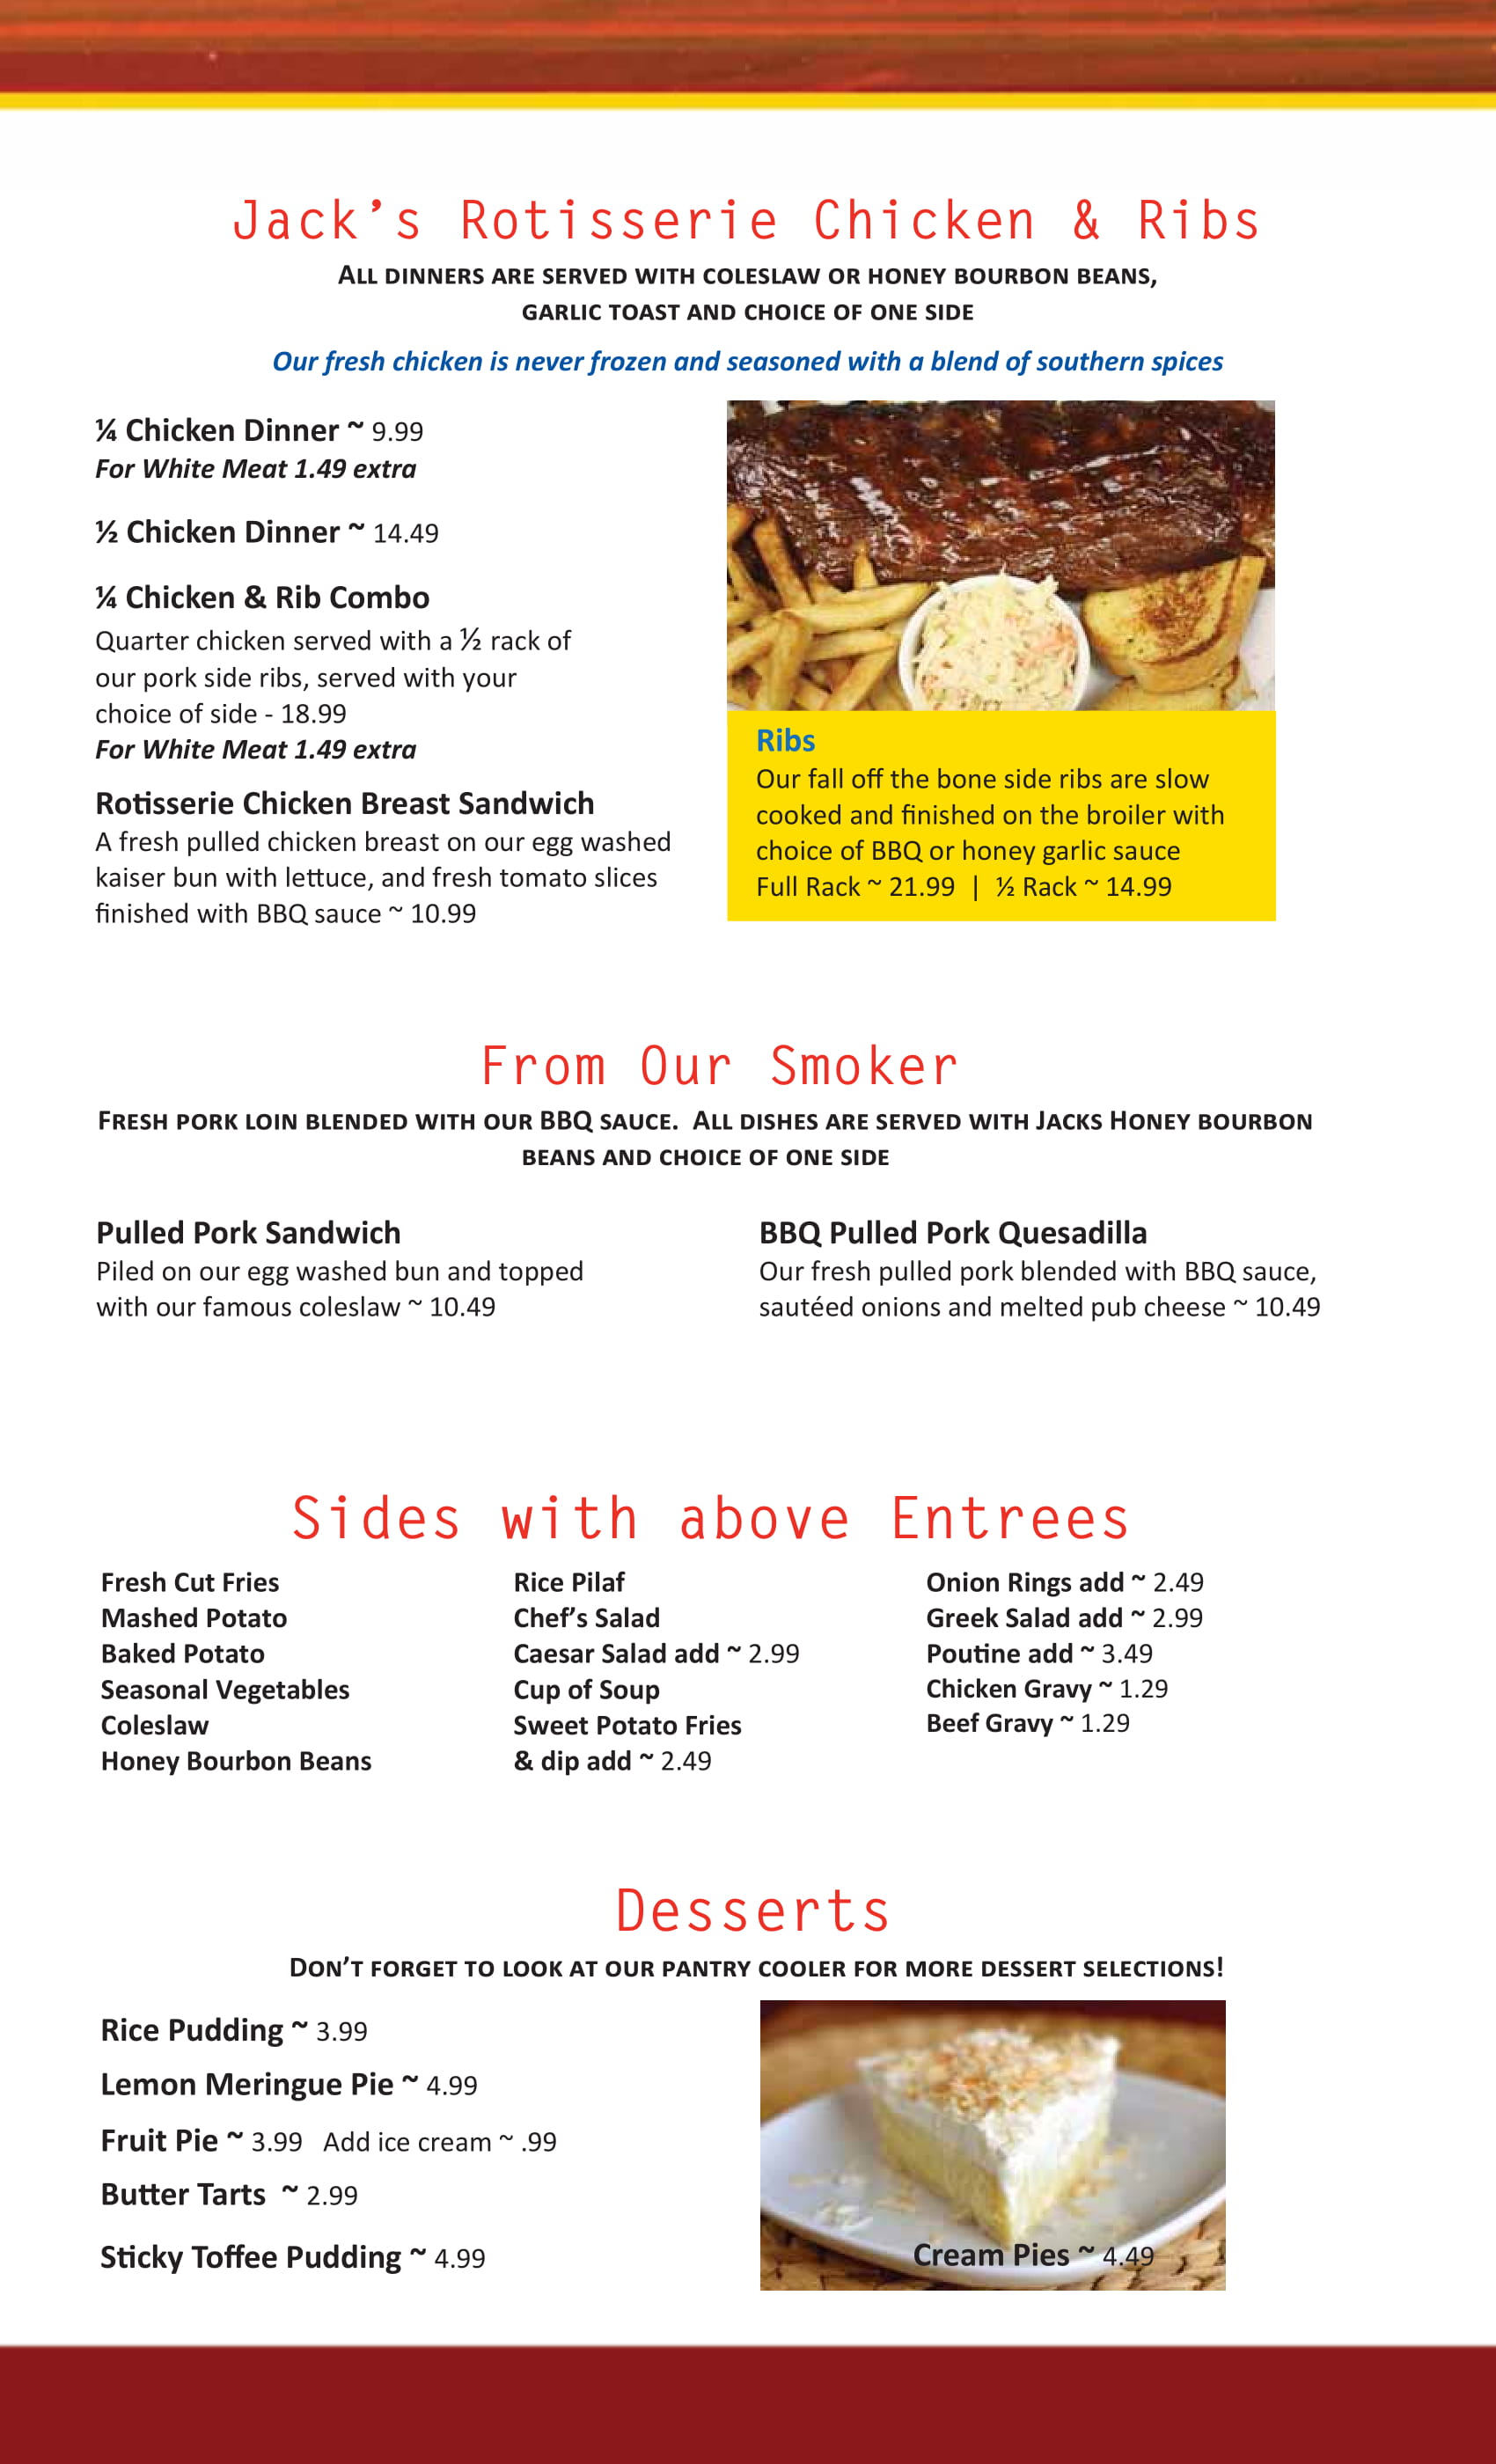 Jack's Rotisserie Chicken & Ribs
All dinners are served with coleslaw or honey bourbon beans,
garlic toast and choice of one side
Our fresh chicken is never frozen and seasoned with a blend of southern spices
¼ Chicken Dinner ~ 9.99
For White Meat 1.49 extra
½ Chicken Dinner ~ 14.49
¼ Chicken & Rib Combo
Quarter chicken served with a ½ rack of
our pork side ribs, served with your
choice of side - 18.99
For White Meat 1.49 extra
Rotisserie Chicken Breast Sandwich
A fresh pulled chicken breast on our egg washed
kaiser bun with lettuce, and fresh tomato slices
finished with BBQ sauce ~ 10.99
Ribs
Our fall off the bone side ribs are slow
cooked and finished on the broiler with
choice of BBQ or honey garlic sauce
Full Rack ~ 21.99 | ½ Rack ~ 14.99
From Our Smoker
Fresh pork loin blended with our BBQ sauce. All dishes are served with Jacks Honey bourbon
beans and choice of one side
Pulled Pork Sandwich
Piled on our egg washed bun and topped
with our famous coleslaw ~ 10.49
BBQ Pulled Pork Quesadilla
Our fresh pulled pork blended with BBQ sauce,
sautéed onions and melted pub cheese ~ 10.49
Sides with above Entrees
Fresh Cut Fries
Mashed Potato
Baked Potato
Seasonal Vegetables
Coleslaw
Honey Bourbon Beans
Rice Pilaf
Chef's Salad
Caesar Salad add ~ 2.99
Cup of Soup
Sweet Potato Fries
& dip add ~ 2.49
Onion Rings add ~ 2.49
Greek Salad add ~ 2.99
Poutine add ~ 3.49
Chicken Gravy ~ 1.29
Beef Gravy ~ 1.29
Desserts
Don't forget to look at our pantry cooler for more dessert selections!
Rice Pudding ~ 3.99
Lemon Meringue Pie ~ 4.99
Fruit Pie ~ 3.99 Add ice cream ~ .99
Butter Tarts ~ 2.99
Sticky Toffee Pudding ~ 4.99
Cream Pies ~ 4.49